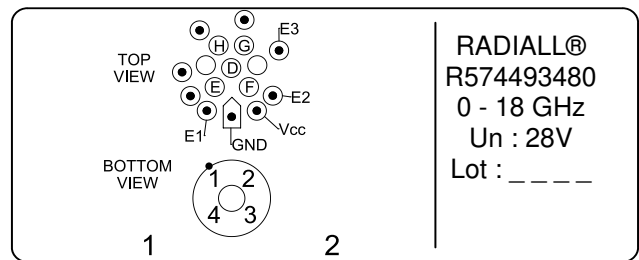 E3
H G
TOP
VIEW
D
E F
E2
E1
Vcc
GND
BOTTOM
VIEW
1 2
4 3
1 2
RADIALL®
R574493480
0 - 18 GHz
Un : 28V
Lot : _ _ _ _